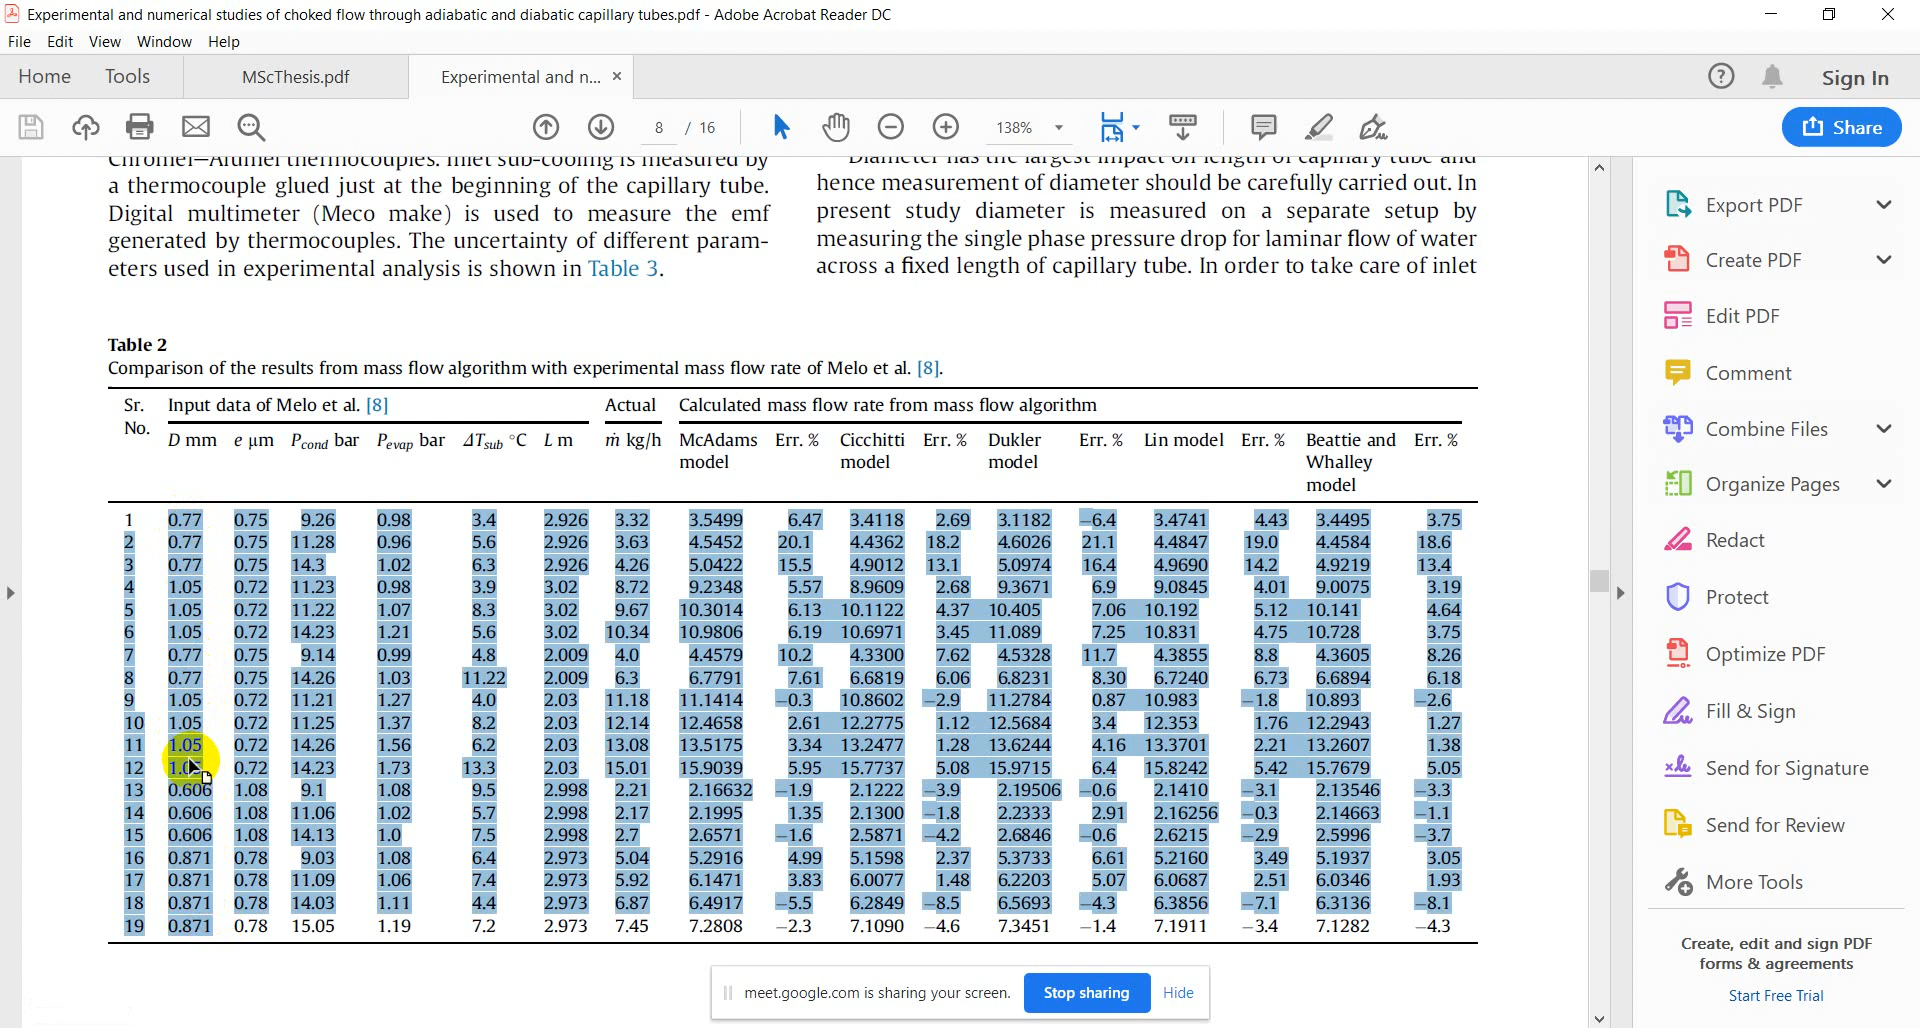 Experimental and numerical studies of choked flow through adiabatic and diabatic capillary tubes.pdf - Adobe Acrobat Reader DC
File Edit View Window Help
Home Tools MScThesis.pdf Experimental and n... × Sign In
8 / 16 138% Share
Chromel–Alumel thermocouples. Inlet sub-cooling is measured by
a thermocouple glued just at the beginning of the capillary tube.
Digital multimeter (Meco make) is used to measure the emf
generated by thermocouples. The uncertainty of different param-
eters used in experimental analysis is shown in Table 3.
Diameter has the largest impact on length of capillary tube and
hence measurement of diameter should be carefully carried out. In
present study diameter is measured on a separate setup by
measuring the single phase pressure drop for laminar flow of water
across a fixed length of capillary tube. In order to take care of inlet
Table 2
Comparison of the results from mass flow algorithm with experimental mass flow rate of Melo et al. [8].
Sr. No. Input data of Melo et al. [8] Actual Calculated mass flow rate from mass flow algorithm
D mm e μm Pcond bar Pevap bar ΔTsub °C L m ṁ kg/h McAdams model Err. % Cicchitti model Err. % Dukler model Err. % Lin model Err. % Beattie and Whalley model Err. %
1 0.77 0.75 9.26 0.98 3.4 2.926 3.32 3.5499 6.47 3.4118 2.69 3.1182 −6.4 3.4741 4.43 3.4495 3.75
2 0.77 0.75 11.28 0.96 5.6 2.926 3.63 4.5452 20.1 4.4362 18.2 4.6026 21.1 4.4847 19.0 4.4584 18.6
3 0.77 0.75 14.3 1.02 6.3 2.926 4.26 5.0422 15.5 4.9012 13.1 5.0974 16.4 4.9690 14.2 4.9219 13.4
4 1.05 0.72 11.23 0.98 3.9 3.02 8.72 9.2348 5.57 8.9609 2.68 9.3671 6.9 9.0845 4.01 9.0075 3.19
5 1.05 0.72 11.22 1.07 8.3 3.02 9.67 10.3014 6.13 10.1122 4.37 10.405 7.06 10.192 5.12 10.141 4.64
6 1.05 0.72 14.23 1.21 5.6 3.02 10.34 10.9806 6.19 10.6971 3.45 11.089 7.25 10.831 4.75 10.728 3.75
7 0.77 0.75 9.14 0.99 4.8 2.009 4.0 4.4579 10.2 4.3300 7.62 4.5328 11.7 4.3855 8.8 4.3605 8.26
8 0.77 0.75 14.26 1.03 11.22 2.009 6.3 6.7791 7.61 6.6819 6.06 6.8231 8.30 6.7240 6.73 6.6894 6.18
9 1.05 0.72 11.21 1.27 4.0 2.03 11.18 11.1414 −0.3 10.8602 −2.9 11.2784 0.87 10.983 −1.8 10.893 −2.6
10 1.05 0.72 11.25 1.37 8.2 2.03 12.14 12.4658 2.61 12.2775 1.12 12.5684 3.4 12.353 1.76 12.2943 1.27
11 1.05 0.72 14.26 1.56 6.2 2.03 13.08 13.5175 3.34 13.2477 1.28 13.6244 4.16 13.3701 2.21 13.2607 1.38
12 1.05 0.72 14.23 1.73 13.3 2.03 15.01 15.9039 5.95 15.7737 5.08 15.9715 6.4 15.8242 5.42 15.7679 5.05
13 0.606 1.08 9.1 1.08 9.5 2.998 2.21 2.16632 −1.9 2.1222 −3.9 2.19506 −0.6 2.1410 −3.1 2.13546 −3.3
14 0.606 1.08 11.06 1.02 5.7 2.998 2.17 2.1995 1.35 2.1300 −1.8 2.2333 2.91 2.16256 −0.3 2.14663 −1.1
15 0.606 1.08 14.13 1.0 7.5 2.998 2.7 2.6571 −1.6 2.5871 −4.2 2.6846 −0.6 2.6215 −2.9 2.5996 −3.7
16 0.871 0.78 9.03 1.08 6.4 2.973 5.04 5.2916 4.99 5.1598 2.37 5.3733 6.61 5.2160 3.49 5.1937 3.05
17 0.871 0.78 11.09 1.06 7.4 2.973 5.92 6.1471 3.83 6.0077 1.48 6.2203 5.07 6.0687 2.51 6.0346 1.93
18 0.871 0.78 14.03 1.11 4.4 2.973 6.87 6.4917 −5.5 6.2849 −8.5 6.5693 −4.3 6.3856 −7.1 6.3136 −8.1
19 0.871 0.78 15.05 1.19 7.2 2.973 7.45 7.2808 −2.3 7.1090 −4.6 7.3451 −1.4 7.1911 −3.4 7.1282 −4.3
meet.google.com is sharing your screen. Stop sharing Hide
Export PDF
Create PDF
Edit PDF
Comment
Combine Files
Organize Pages
Redact
Protect
Optimize PDF
Fill & Sign
Send for Signature
Send for Review
More Tools
Create, edit and sign PDF
forms & agreements
Start Free Trial